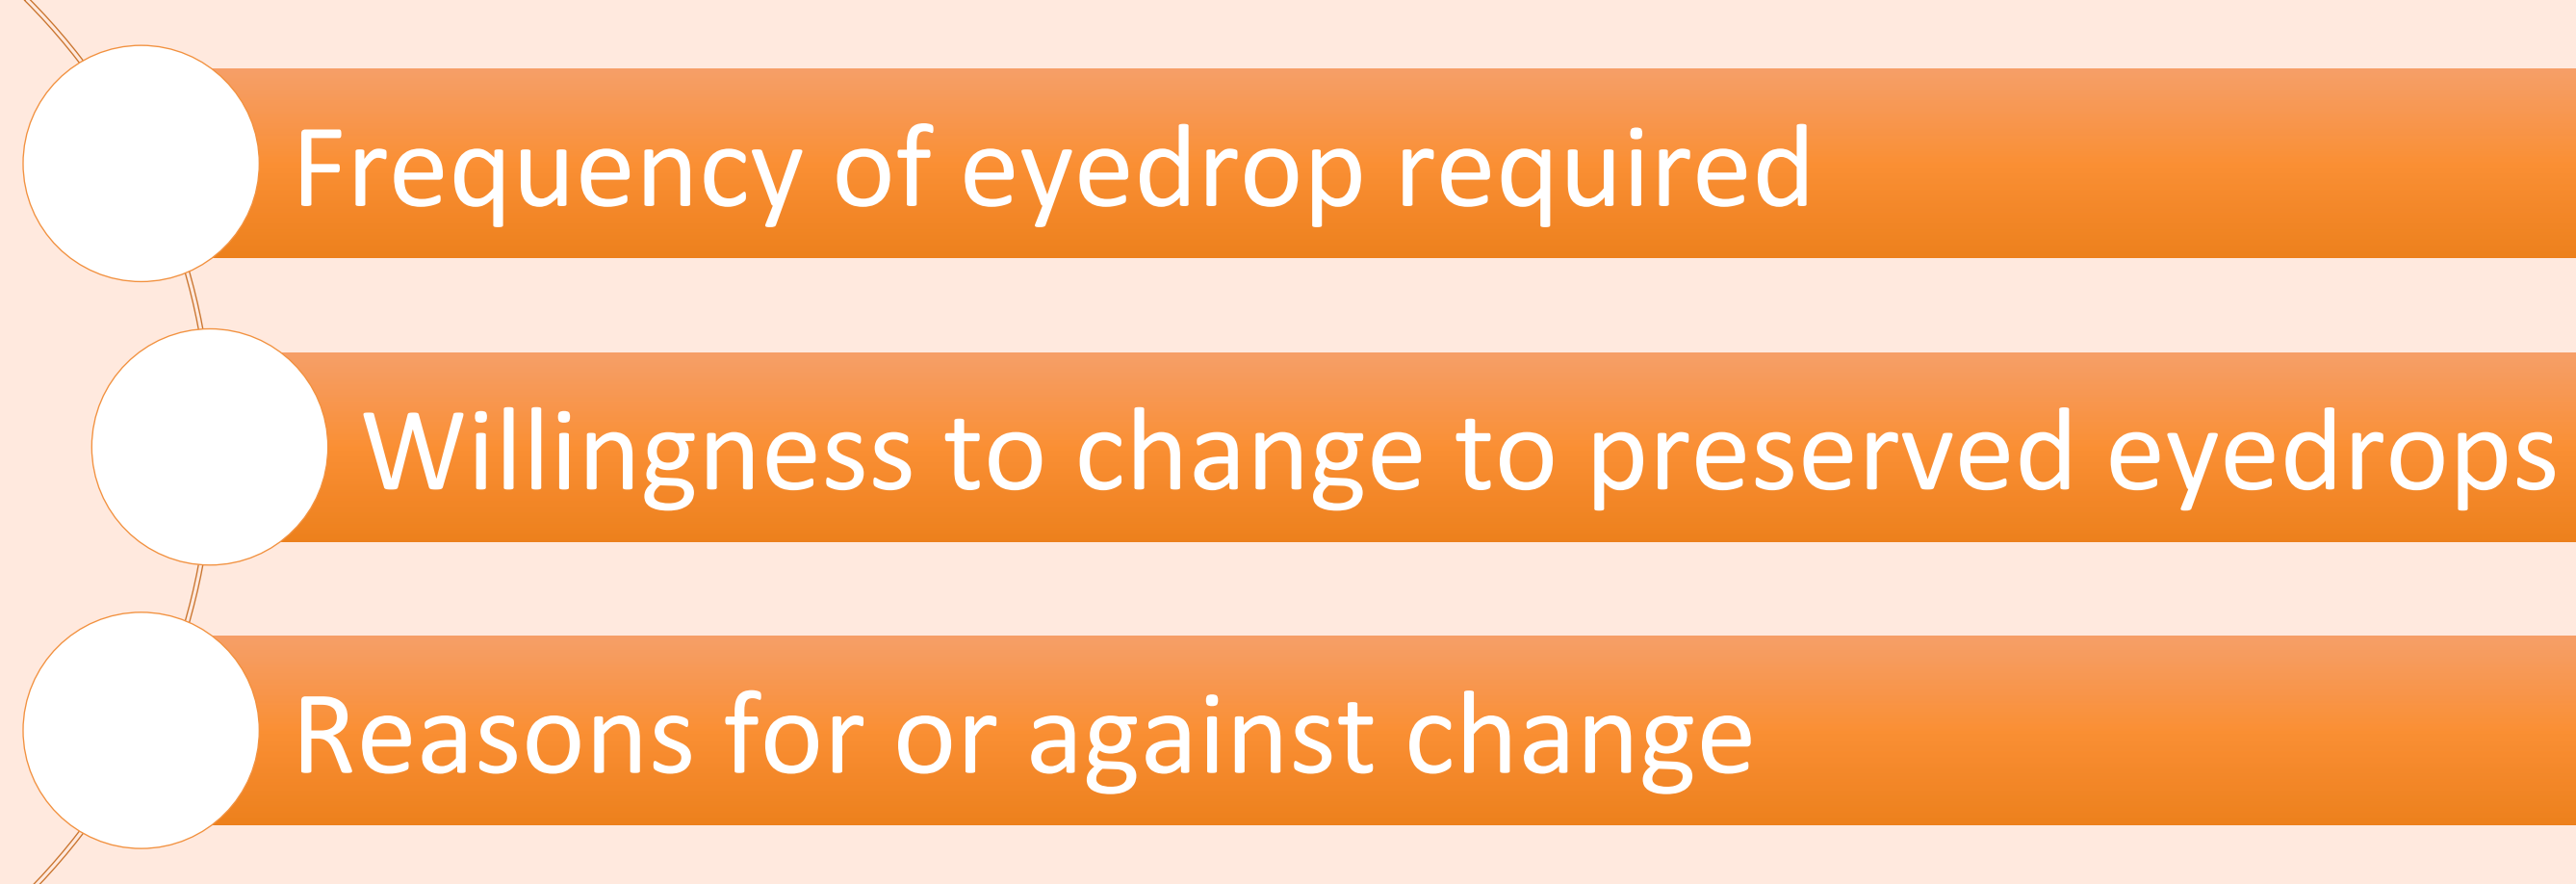 Frequency of eyedrop required
Willingness to change to preserved eyedrops
Reasons for or against change